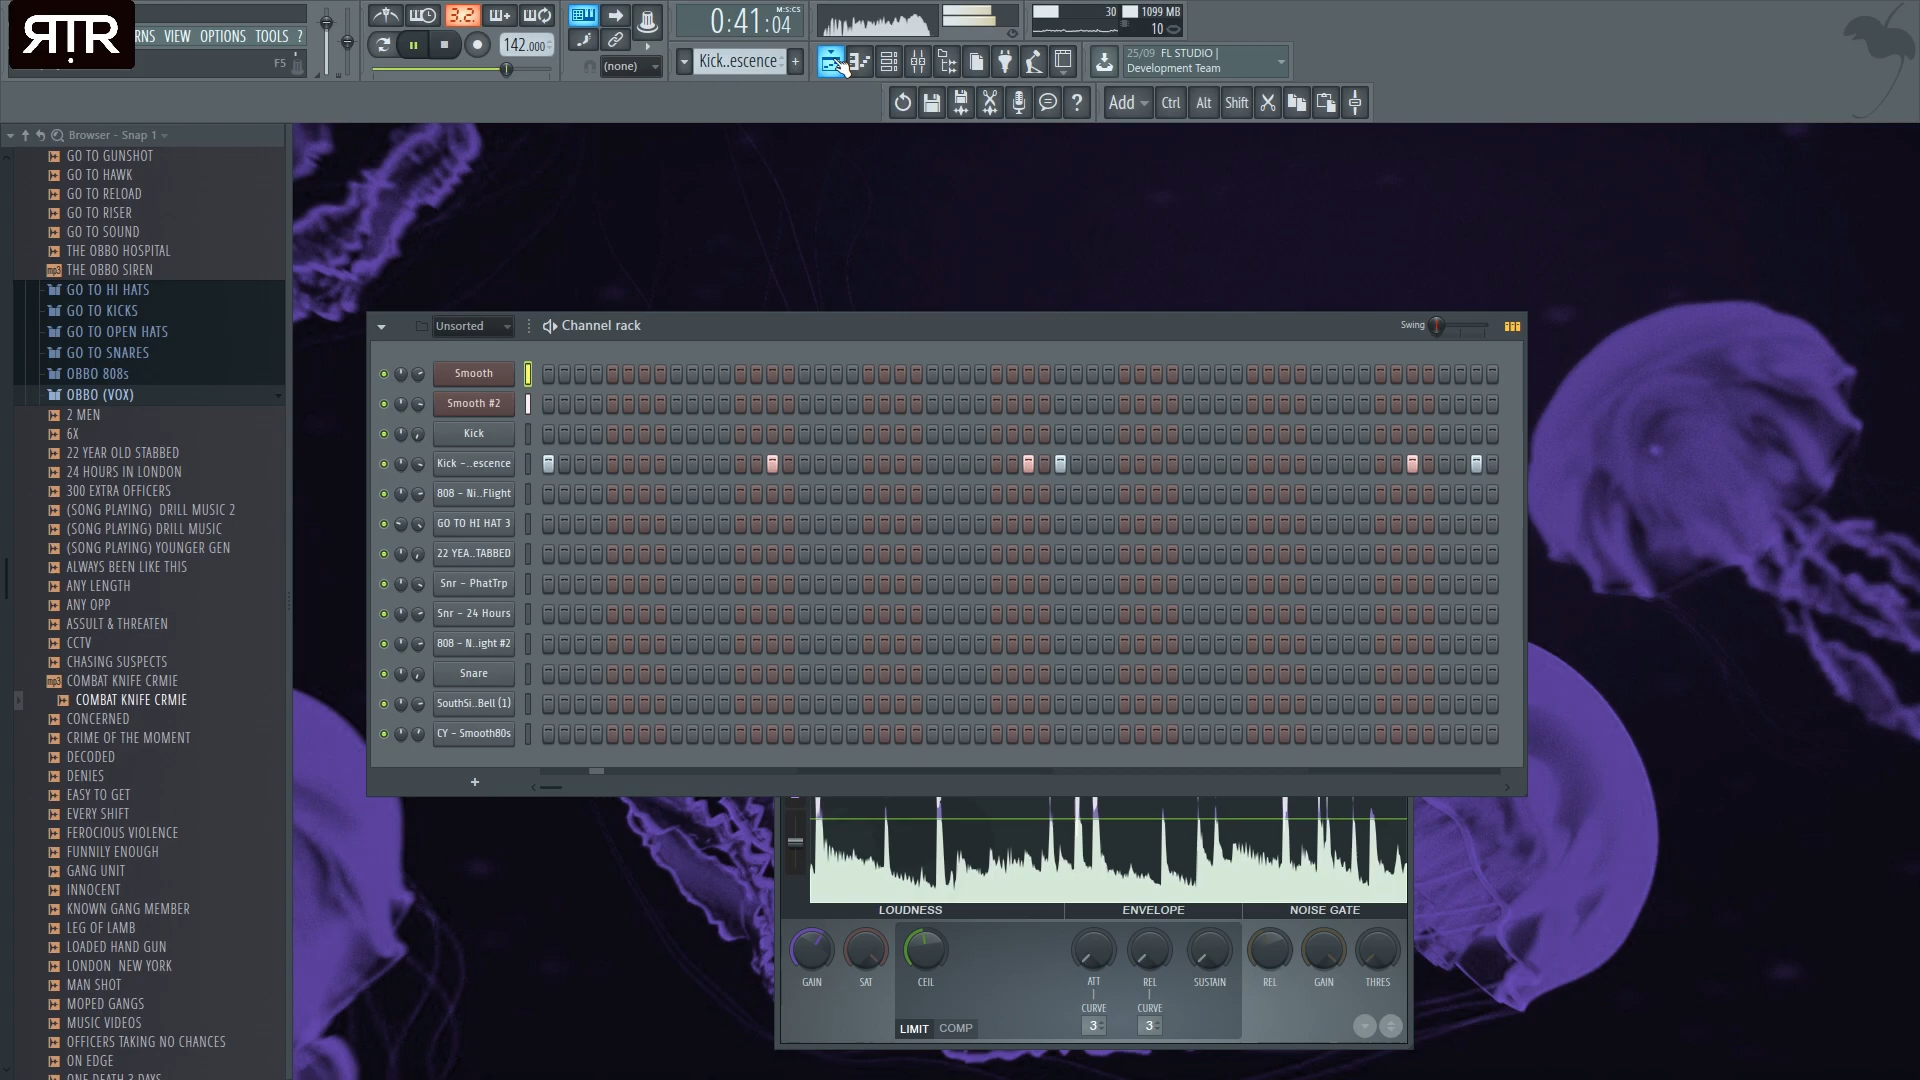 RTR
RNS VIEW OPTIONS TOOLS ?
F5
3.2.
142.000
(none)
0:41:04
M:S:CS
Kick..escence
+
30
1099 MB
10
25/09 FL STUDIO |
Development Team
?
Add
Ctrl
Alt
Shift
Browser - Snap 1
GO TO GUNSHOT
GO TO HAWK
GO TO RELOAD
GO TO RISER
GO TO SOUND
THE OBBO HOSPITAL
mp3 THE OBBO SIREN
GO TO HI HATS
GO TO KICKS
GO TO OPEN HATS
GO TO SNARES
OBBO 808s
OBBO (VOX)
2 MEN
6X
22 YEAR OLD STABBED
24 HOURS IN LONDON
300 EXTRA OFFICERS
(SONG PLAYING) DRILL MUSIC 2
(SONG PLAYING) DRILL MUSIC
(SONG PLAYING) YOUNGER GEN
ALWAYS BEEN LIKE THIS
ANY LENGTH
ANY OPP
ASSULT & THREATEN
CCTV
CHASING SUSPECTS
mp3 COMBAT KNIFE CRMIE
COMBAT KNIFE CRMIE
CONCERNED
CRIME OF THE MOMENT
DECODED
DENIES
EASY TO GET
EVERY SHIFT
FEROCIOUS VIOLENCE
FUNNILY ENOUGH
GANG UNIT
INNOCENT
KNOWN GANG MEMBER
LEG OF LAMB
LOADED HAND GUN
LONDON NEW YORK
MAN SHOT
MOPED GANGS
MUSIC VIDEOS
OFFICERS TAKING NO CHANCES
ON EDGE
ONE DEATH 3 DAYS
Unsorted
Channel rack
Swing
Smooth
Smooth #2
Kick
Kick -..escence
808 - Ni..Flight
GO TO HI HAT 3
22 YEA..TABBED
Snr - PhatTrp
Snr - 24 Hours
808 - N..ight #2
Snare
SouthSi..Bell (1)
CY - Smooth80s
+
LOUDNESS
ENVELOPE
NOISE GATE
GAIN
SAT
CEIL
ATT
REL
SUSTAIN
REL
GAIN
THRES
CURVE
CURVE
3
3
LIMIT
COMP